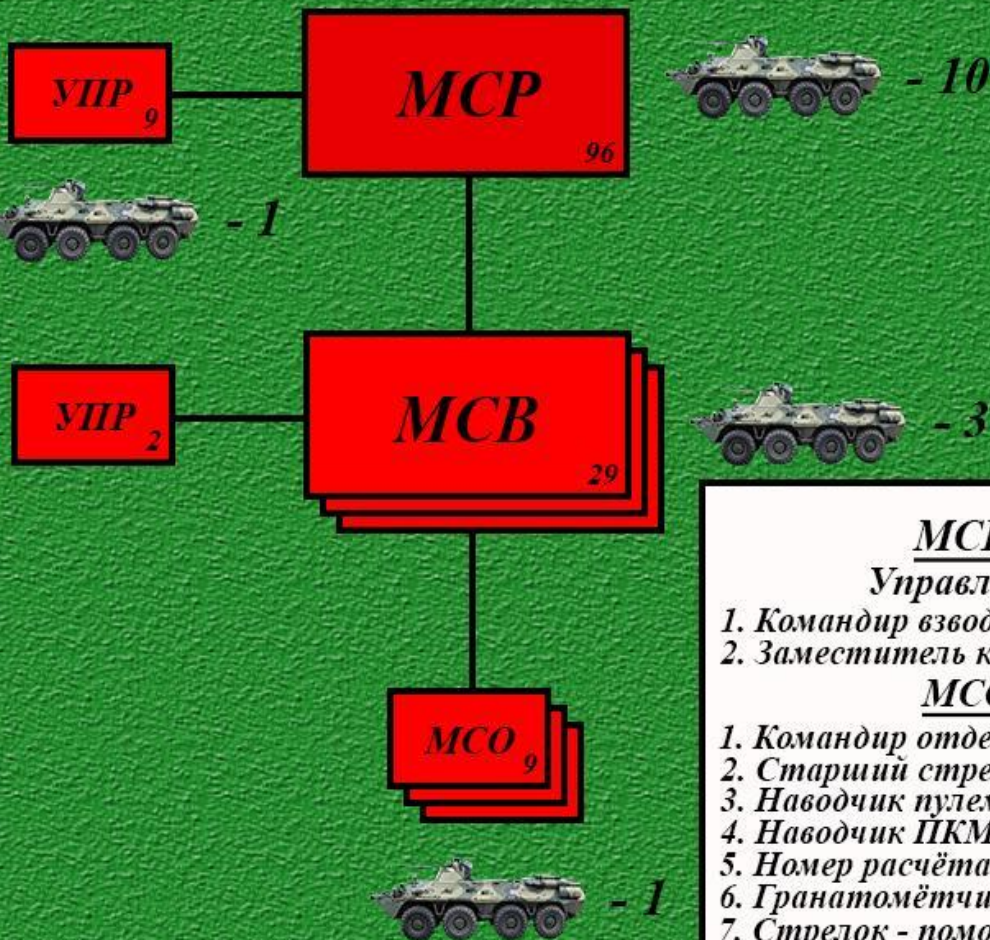 УПР
9
МСР
96
- 10
- 1
УПР
2
МСВ
29
- 3
МСО
9
- 1
Управл
1. Командир взвод
2. Заместитель к
МСО
1. Командир отде
2. Старший стре
3. Наводчик пулем
4. Наводчик ПКМ
5. Номер расчёта
6. Гранатомётчи
7. Стрелок - помо